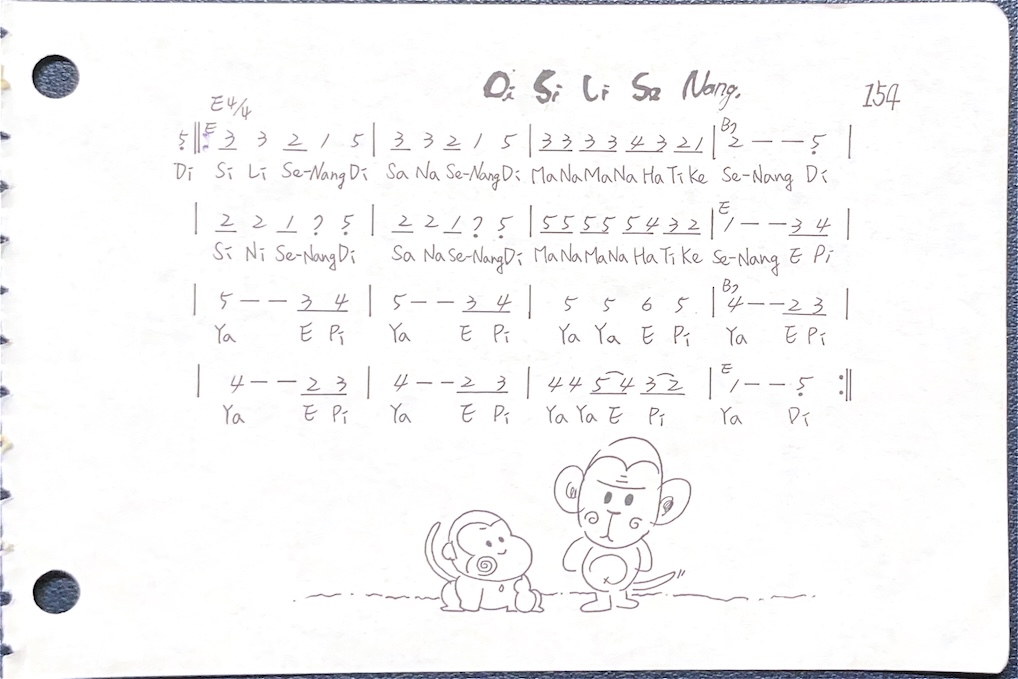 Di Si Li Se Nang.
154
E 4/4
5 ‖: E 3 3 2 1 5 | 3 3 2 1 5 | 3 3 3 3 4 3 2 1 | B7 2 — — 5 |
Di Si Li Se-Nang Di Sa Na Se-Nang Di Ma Na Ma Na Ha Ti Ke Se-Nang Di
| 2 2 1 7 5 | 2 2 1 7 5 | 5 5 5 5 5 4 3 2 | E 1 — — 3 4 |
Si Ni Se-Nang Di Sa Na Se-Nang Di Ma Na Ma Na Ha Ti Ke Se-Nang E Pi
| 5 — — 3 4 | 5 — — 3 4 | 5 5 6 5 | B7 4 — — 2 3 |
Ya E Pi Ya E Pi Ya Ya E Pi Ya E Pi
| 4 — — 2 3 | 4 — — 2 3 | 4 4 5 4 3 2 | E 1 — — 5 :‖
Ya E Pi Ya E Pi Ya Ya E Pi Ya Di